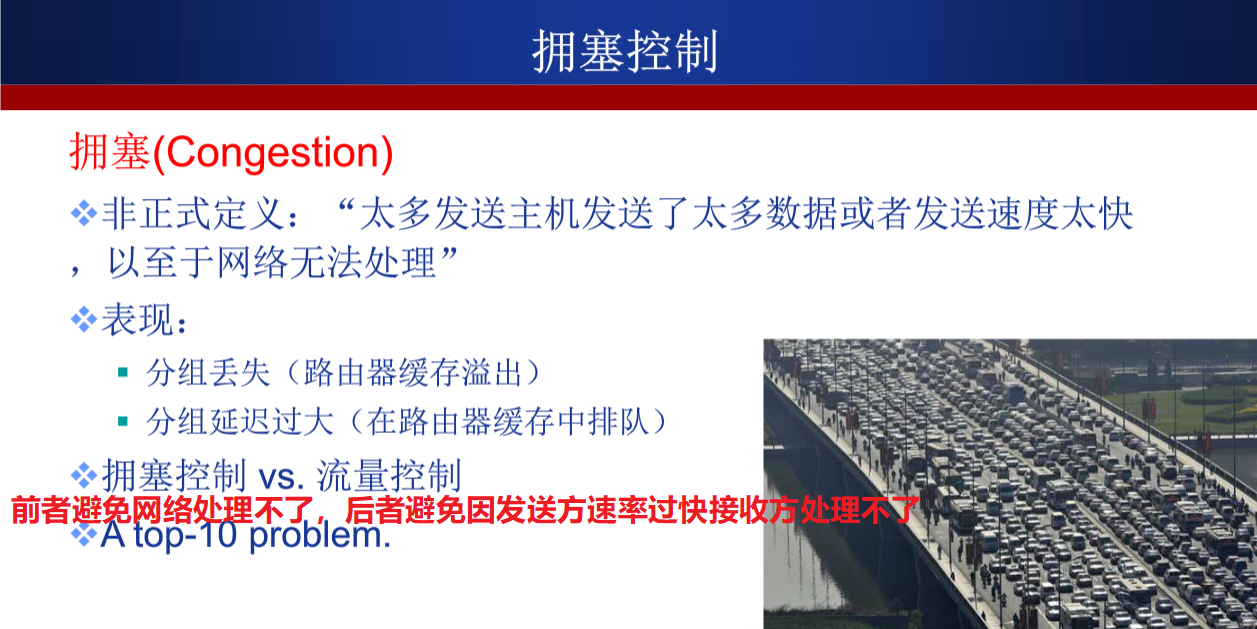 拥塞控制
拥塞(Congestion)
非正式定义：“太多发送主机发送了太多数据或者发送速度太快
，以至于网络无法处理”
表现：
分组丢失（路由器缓存溢出）
分组延迟过大（在路由器缓存中排队）
拥塞控制 vs. 流量控制
前者避免网络处理不了，后者避免因发送方速率过快接收方处理不了
A top-10 problem.